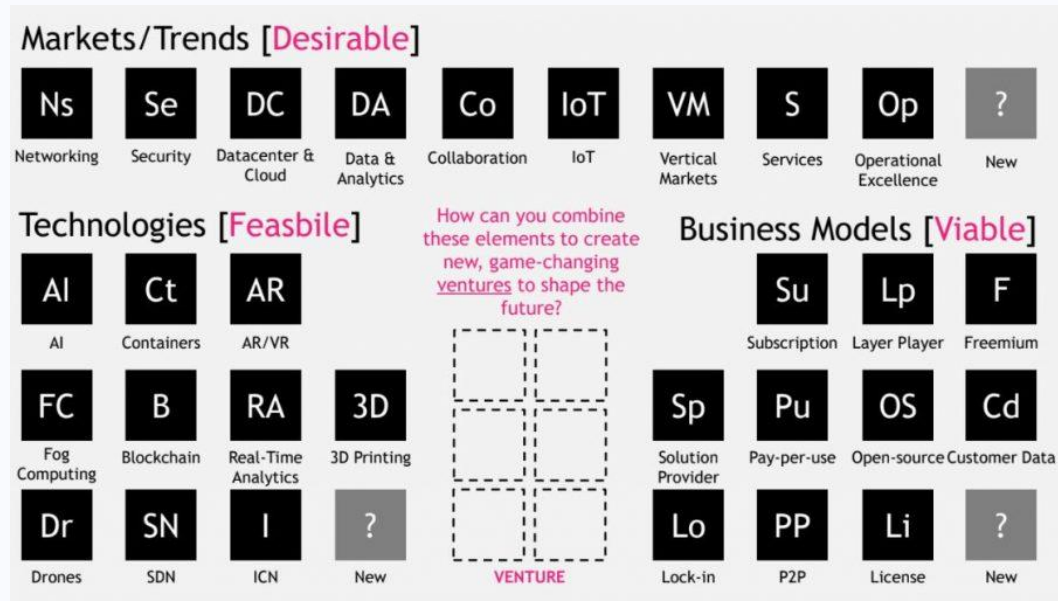 Markets/Trends [Desirable]
Ns Se DC DA Co IoT VM S Op ?
Networking Security Datacenter & Data & Collaboration IoT Vertical Services Operational New
Cloud Analytics Markets Excellence
Technologies [Feasbile]
How can you combine
these elements to create
new, game-changing
ventures to shape the
future?
Business Models [Viable]
AI Ct AR
AI Containers AR/VR
Su Lp F
Subscription Layer Player Freemium
FC B RA 3D
Fog Blockchain Real-Time 3D Printing
Computing Analytics
Sp Pu OS Cd
Solution Pay-per-use Open-source Customer Data
Provider
Dr SN I ?
Drones SDN ICN New
VENTURE
Lo PP Li ?
Lock-in P2P License New